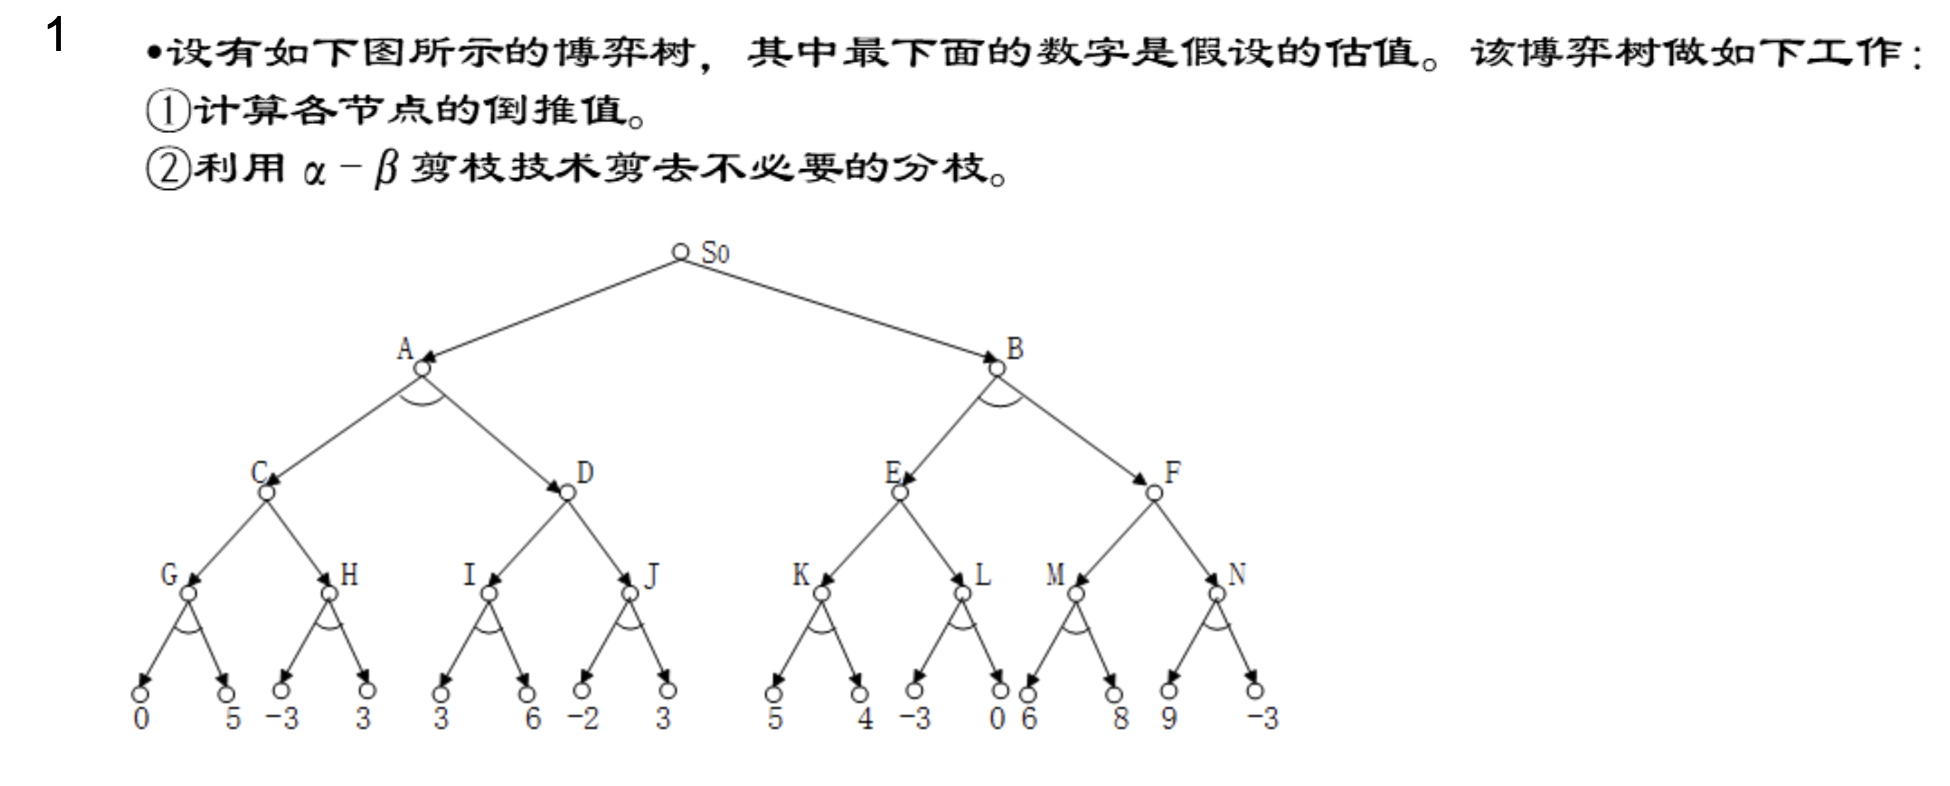 1
•设有如下图所示的博弈树，其中最下面的数字是假设的估值。该博弈树做如下工作：
①计算各节点的倒推值。
②利用 α－β 剪枝技术剪去不必要的分枝。
S0
A B
C D E F
G H I J K L M N
0 5 -3 3 3 6 -2 3 5 4 -3 0 6 8 9 -3